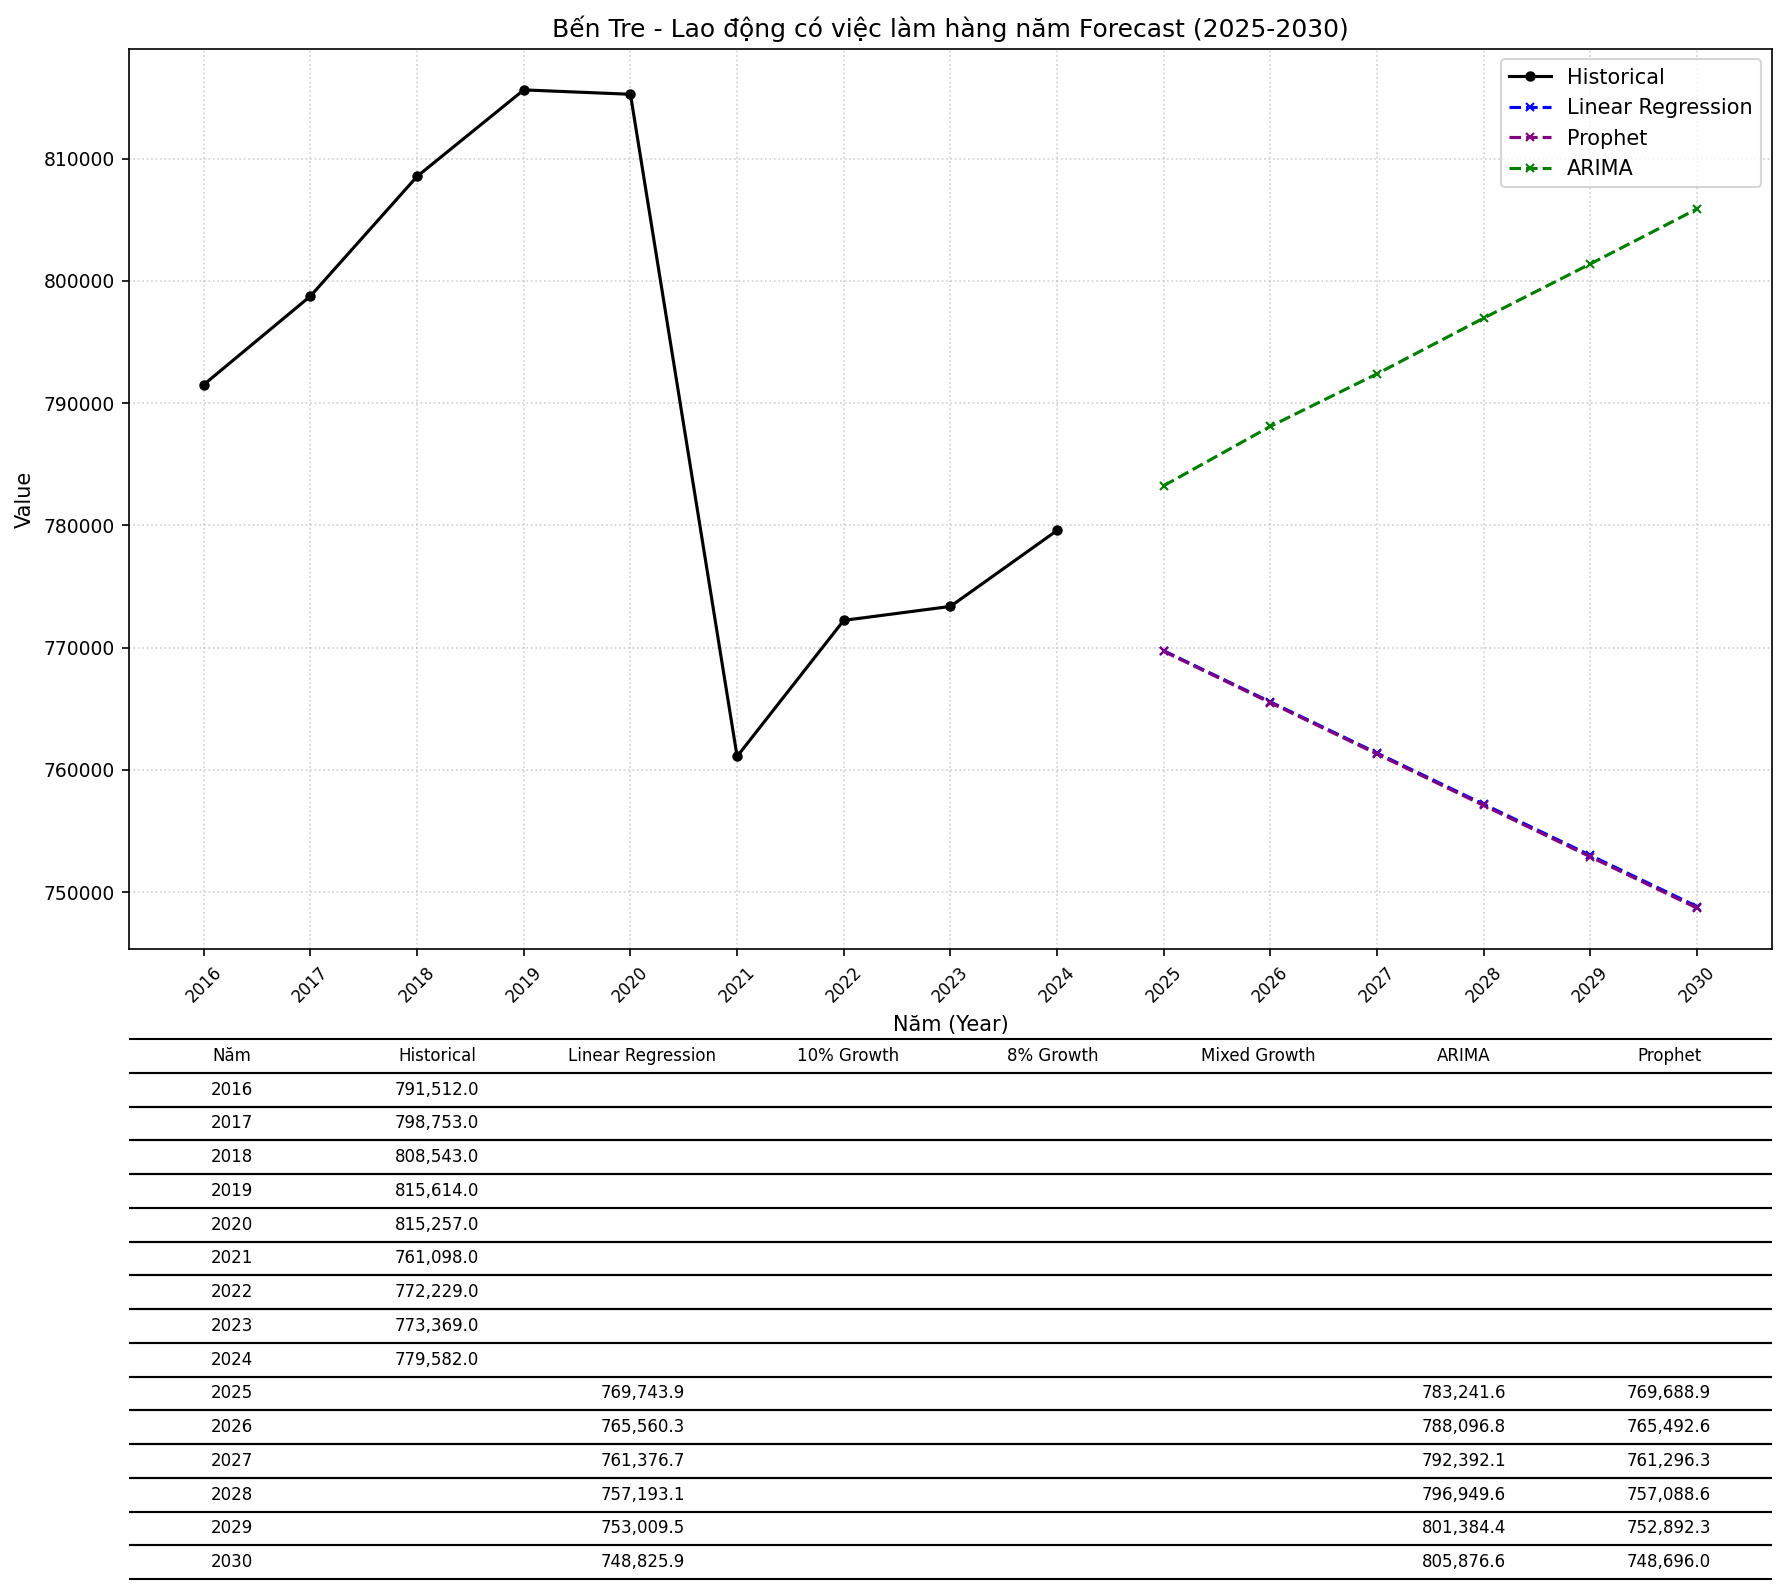 Bến Tre - Lao động có việc làm hàng năm Forecast (2025-2030)
Historical
Linear Regression
Prophet
ARIMA
Value
810000
800000
790000
780000
770000
760000
750000
2016 2017 2018 2019 2020 2021 2022 2023 2024 2025 2026 2027 2028 2029 2030
Năm (Year)
Năm Historical Linear Regression 10% Growth 8% Growth Mixed Growth ARIMA Prophet
2016 791,512.0
2017 798,753.0
2018 808,543.0
2019 815,614.0
2020 815,257.0
2021 761,098.0
2022 772,229.0
2023 773,369.0
2024 779,582.0
2025 769,743.9 783,241.6 769,688.9
2026 765,560.3 788,096.8 765,492.6
2027 761,376.7 792,392.1 761,296.3
2028 757,193.1 796,949.6 757,088.6
2029 753,009.5 801,384.4 752,892.3
2030 748,825.9 805,876.6 748,696.0